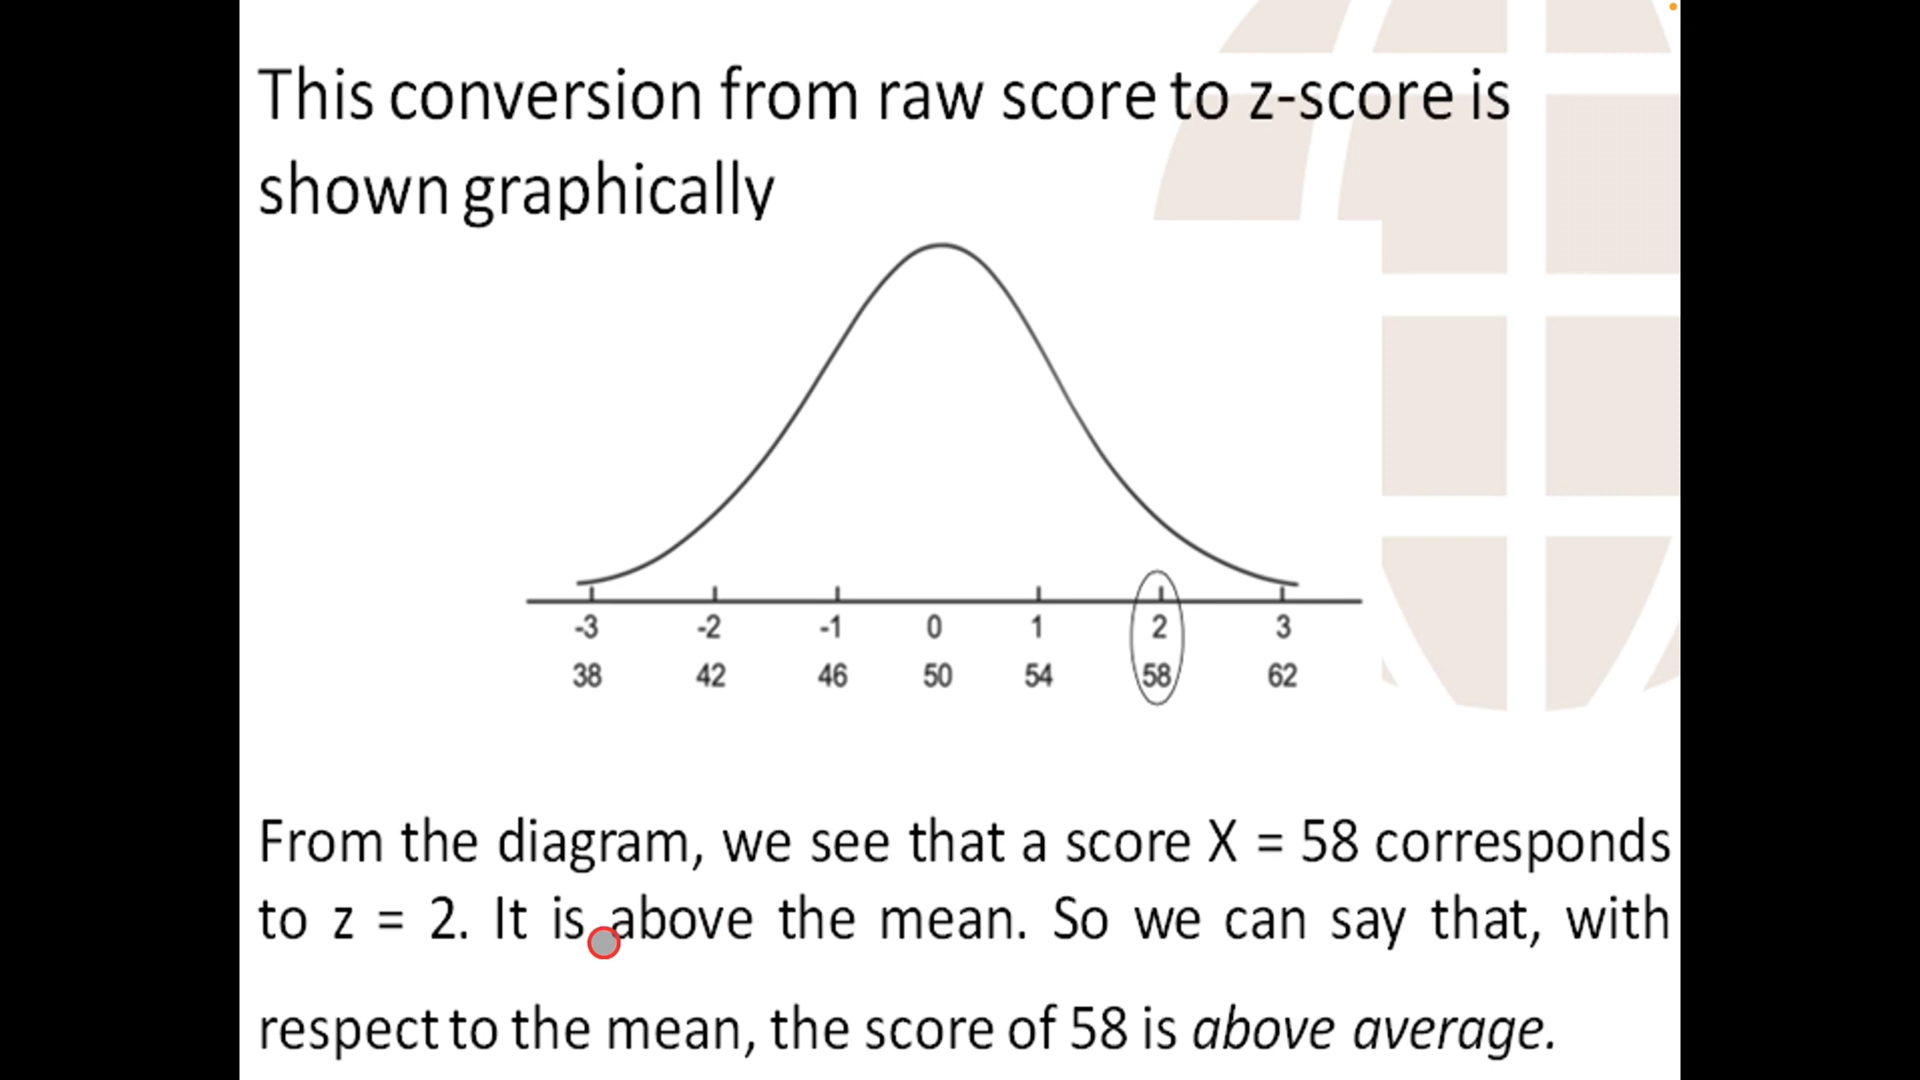 This conversion from raw score to z-score is
shown graphically
-3 -2 -1 0 1 2 3
38 42 46 50 54 58 62
From the diagram, we see that a score X = 58 corresponds
to z = 2. It is above the mean. So we can say that, with
respect to the mean, the score of 58 is above average.